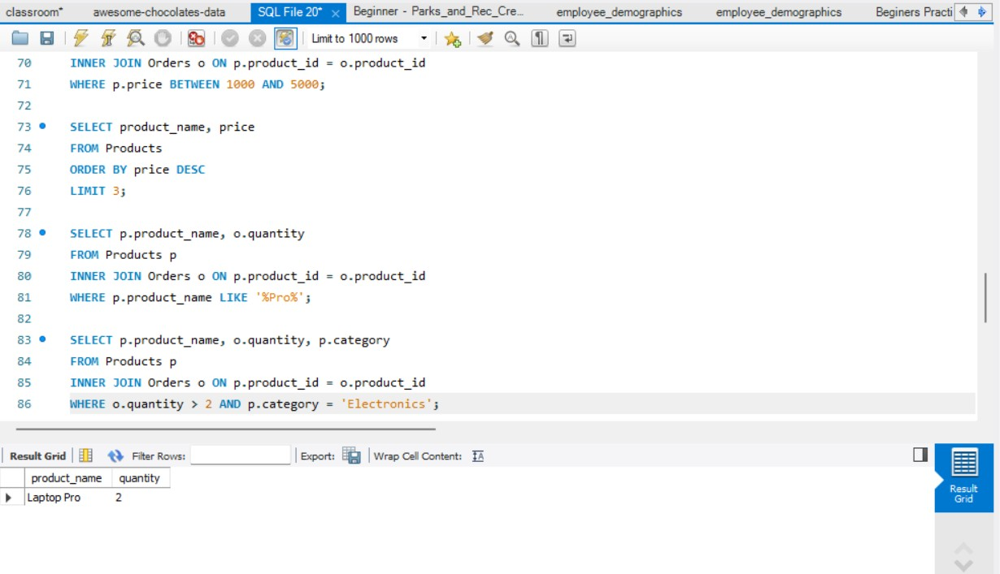 classroom* awesome-chocolates-data SQL File 20* Beginner - Parks_and_Rec_Cre... employee_demographics employee_demographics Beginers Practi
Limit to 1000 rows
70 INNER JOIN Orders o ON p.product_id = o.product_id
71 WHERE p.price BETWEEN 1000 AND 5000;
72
73 SELECT product_name, price
74 FROM Products
75 ORDER BY price DESC
76 LIMIT 3;
77
78 SELECT p.product_name, o.quantity
79 FROM Products p
80 INNER JOIN Orders o ON p.product_id = o.product_id
81 WHERE p.product_name LIKE '%Pro%';
82
83 SELECT p.product_name, o.quantity, p.category
84 FROM Products p
85 INNER JOIN Orders o ON p.product_id = o.product_id
86 WHERE o.quantity > 2 AND p.category = 'Electronics';
Result Grid Filter Rows: Export: Wrap Cell Content: IA
product_name quantity
Laptop Pro 2
Result
Grid